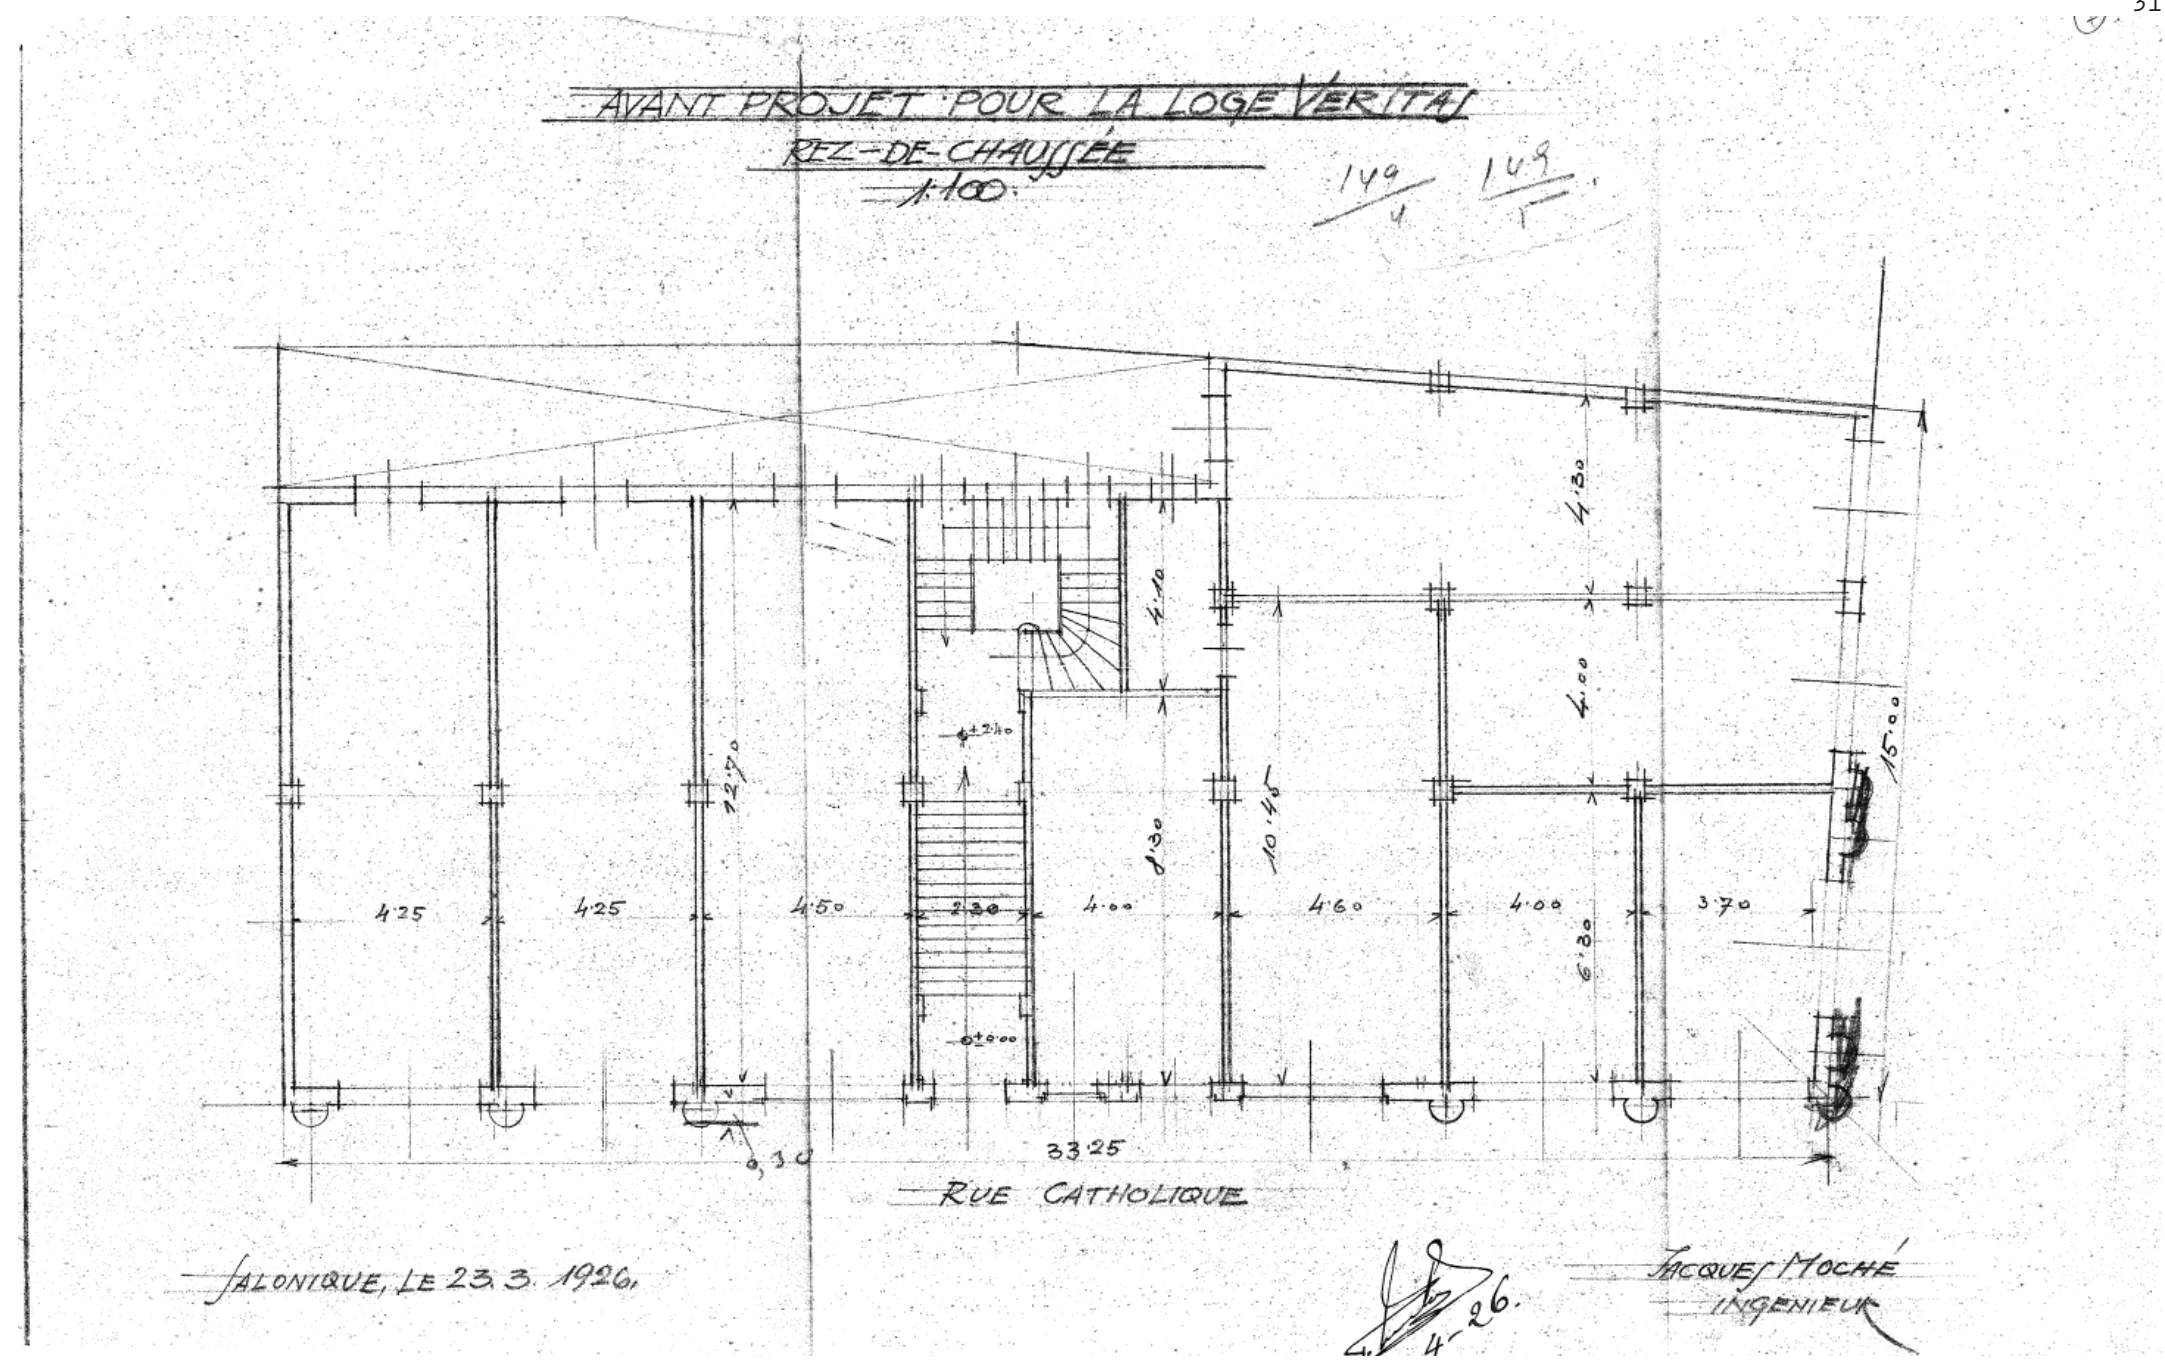 31
AVANT PROJET POUR LA LOGE VERITAS
REZ-DE-CHAUSSÉE
1:100.
149/4 149/5
4.30
4.10
4.00
+2.40
12.70
15.00
10.45
8.30
4.25 4.25 4.50 2.30 4.00 4.60 4.00 3.70
6.30
±0.00
0,30
33.25
RUE CATHOLIQUE
SALONIQUE, LE 23.3.1926.
JACQUES MOCHÉ
INGENIEUR
4-26.